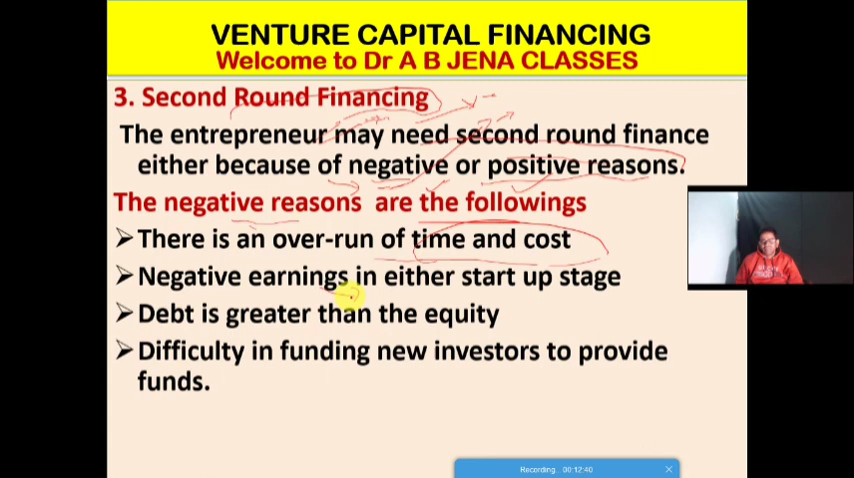 VENTURE CAPITAL FINANCING
Welcome to Dr A B JENA CLASSES
3. Second Round Financing
The entrepreneur may need second round finance
either because of negative or positive reasons.
The negative reasons are the followings
➢There is an over-run of time and cost
➢Negative earnings in either start up stage
➢Debt is greater than the equity
➢Difficulty in funding new investors to provide
funds.
Recording... 00:12:40